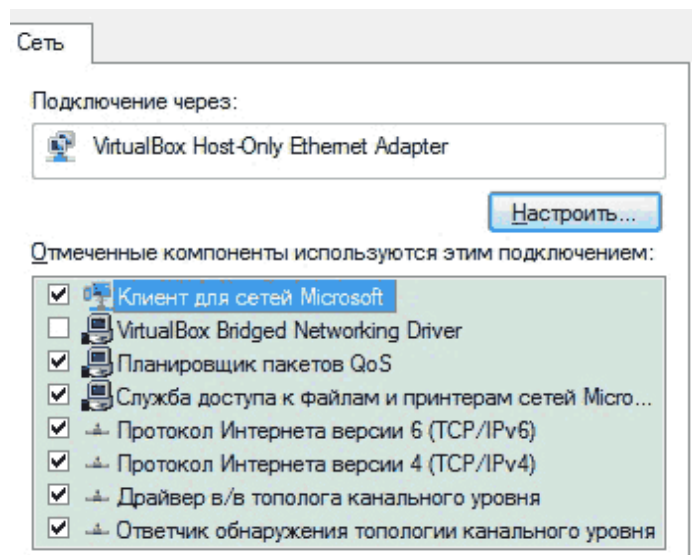 Сеть
Подключение через:
VirtualBox Host-Only Ethernet Adapter
Настроить...
Отмеченные компоненты используются этим подключением:
Клиент для сетей Microsoft
VirtualBox Bridged Networking Driver
Планировщик пакетов QoS
Служба доступа к файлам и принтерам сетей Micro...
Протокол Интернета версии 6 (TCP/IPv6)
Протокол Интернета версии 4 (TCP/IPv4)
Драйвер в/в тополога канального уровня
Ответчик обнаружения топологии канального уровня